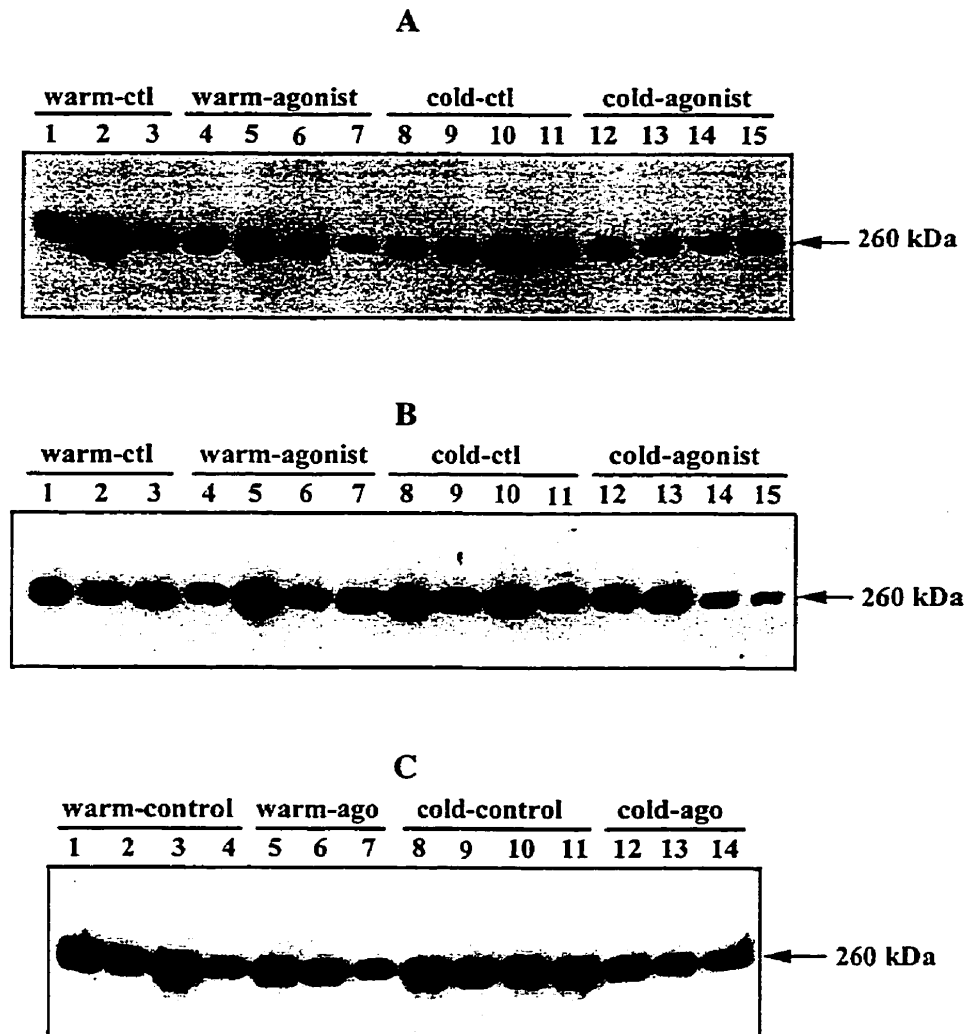 A
warm-ctl warm-agonist cold-ctl cold-agonist
1 2 3 4 5 6 7 8 9 10 11 12 13 14 15
260 kDa
B
warm-ctl warm-agonist cold-ctl cold-agonist
1 2 3 4 5 6 7 8 9 10 11 12 13 14 15
260 kDa
C
warm-control warm-ago cold-control cold-ago
1 2 3 4 5 6 7 8 9 10 11 12 13 14
260 kDa